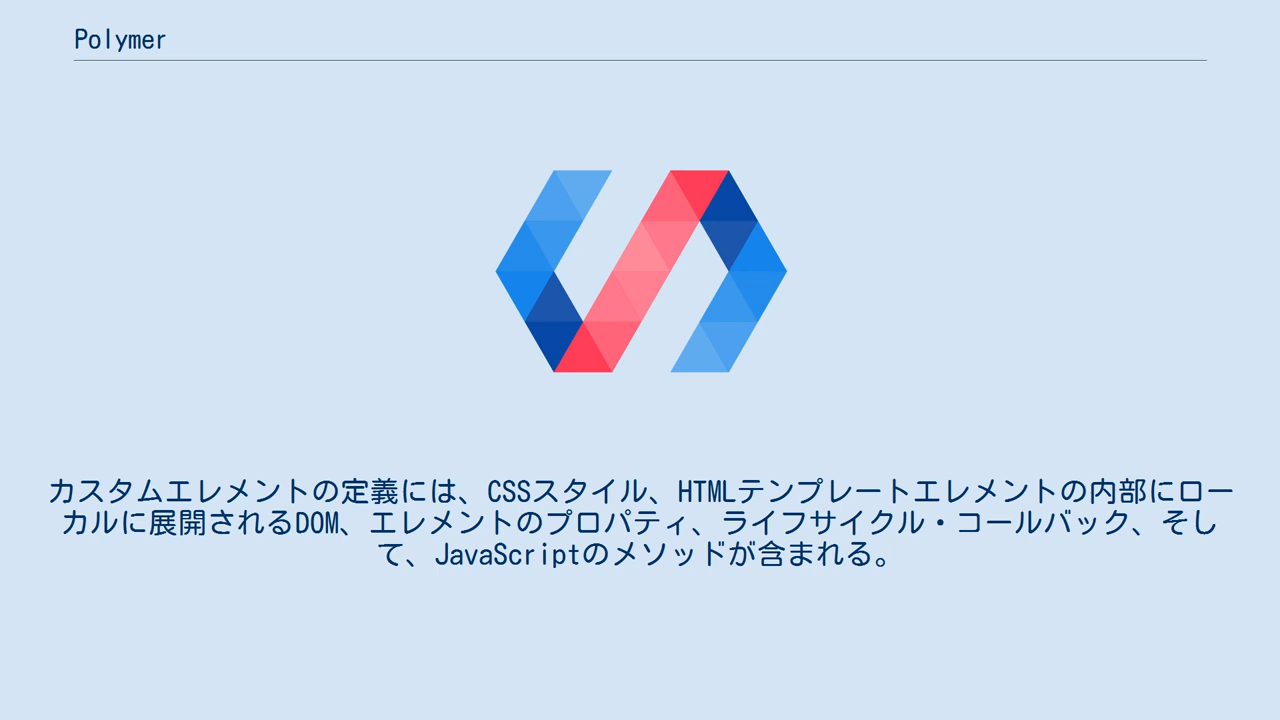 Polymer
カスタムエレメントの定義には、CSSスタイル、HTMLテンプレートエレメントの内部にロー
カルに展開されるDOM、エレメントのプロパティ、ライフサイクル・コールバック、そし
て、JavaScriptのメソッドが含まれる。